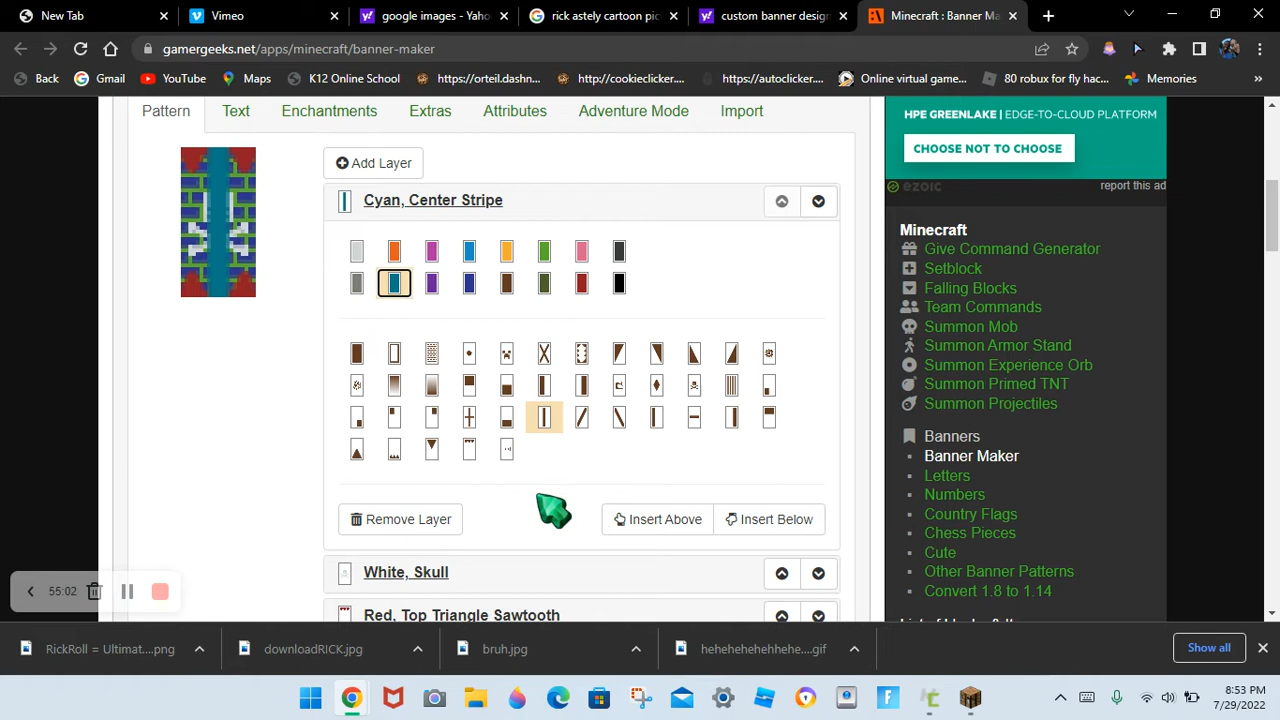 New Tab
Vimeo
google images - Yaho
rick astely cartoon pic
custom banner design
Minecraft : Banner Ma
gamergeeks.net/apps/minecraft/banner-maker
Back
Gmail
YouTube
Maps
K12 Online School
https://orteil.dashn...
http://cookieclicker....
https://autoclicker....
Online virtual game...
80 robux for fly hac...
Memories
Pattern
Text
Enchantments
Extras
Attributes
Adventure Mode
Import
HPE GREENLAKE | EDGE-TO-CLOUD PLATFORM
CHOOSE NOT TO CHOOSE
ezoic
report this ad
Add Layer
Cyan, Center Stripe
Remove Layer
Insert Above
Insert Below
White, Skull
Red, Top Triangle Sawtooth
Minecraft
Give Command Generator
Setblock
Falling Blocks
Team Commands
Summon Mob
Summon Armor Stand
Summon Experience Orb
Summon Primed TNT
Summon Projectiles
Banners
Banner Maker
Letters
Numbers
Country Flags
Chess Pieces
Cute
Other Banner Patterns
Convert 1.8 to 1.14
55:02
RickRoll = Ultimat....png
downloadRICK.jpg
bruh.jpg
hehehehehehhehe....gif
Show all
8:53 PM
7/29/2022